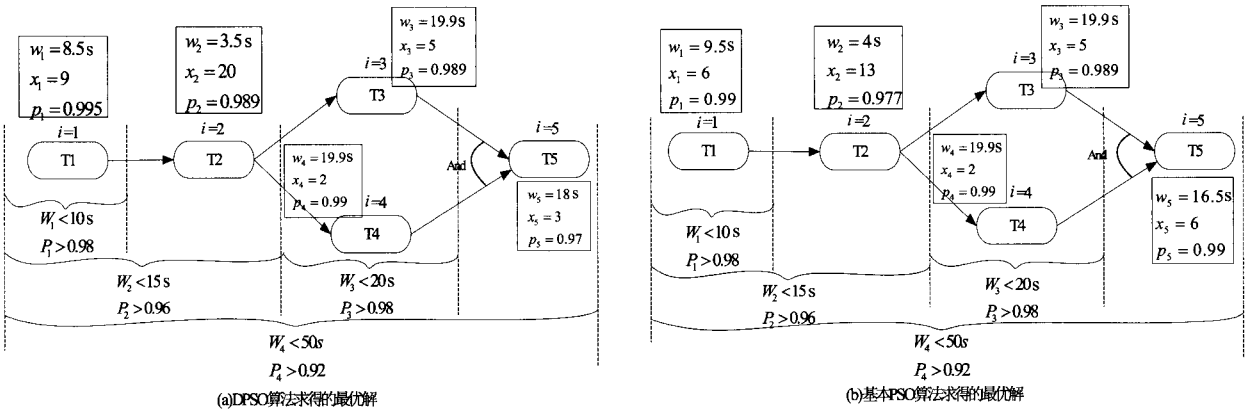 w₁ = 8.5s
x₁ = 9
p₁ = 0.995
i=1
T1
w₂ = 3.5s
x₂ = 20
p₂ = 0.989
i=2
T2
w₃ = 19.9s
x₃ = 5
p₃ = 0.989
i=3
T3
w₄ = 19.9s
x₄ = 2
p₄ = 0.99
i=4
T4
And
i=5
T5
w₅ = 18s
x₅ = 3
p₅ = 0.97
W₁<10s
P₁>0.98
W₂<15s
P₂>0.96
W₃<20s
P₃>0.98
W₄<50s
P₄>0.92
(a)DPSO算法求得的最优解
w₁ = 9.5s
x₁ = 6
p₁ = 0.99
i=1
T1
w₂ = 4s
x₂ = 13
p₂ = 0.977
i=2
T2
w₃ = 19.9s
x₃ = 5
p₃ = 0.989
i=3
T3
w₄ = 19.9s
x₄ = 2
p₄ = 0.99
i=4
T4
And
i=5
T5
w₅ = 16.5s
x₅ = 6
p₅ = 0.99
W₁<10s
P₁>0.98
W₂<15s
P₂>0.96
W₃<20s
P₃>0.98
W₄<50s
P₄>0.92
(b)基本PSO算法求得的最优解